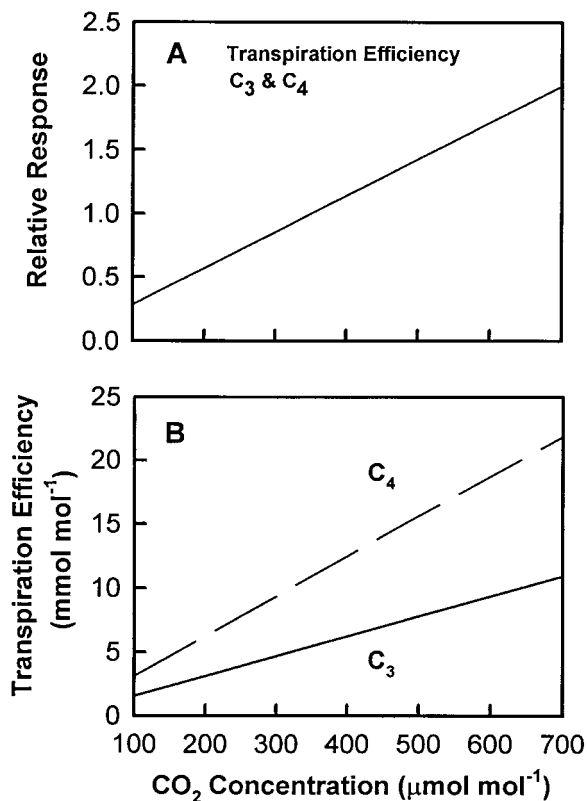 2.5
A Transpiration Efficiency
C3 & C4
2.0
1.5
1.0
0.5
0.0
Relative Response
25
B
20
C4
15
10
5
C3
0
Transpiration Efficiency
(mmol mol-1)
100 200 300 400 500 600 700
CO2 Concentration (μmol mol-1)